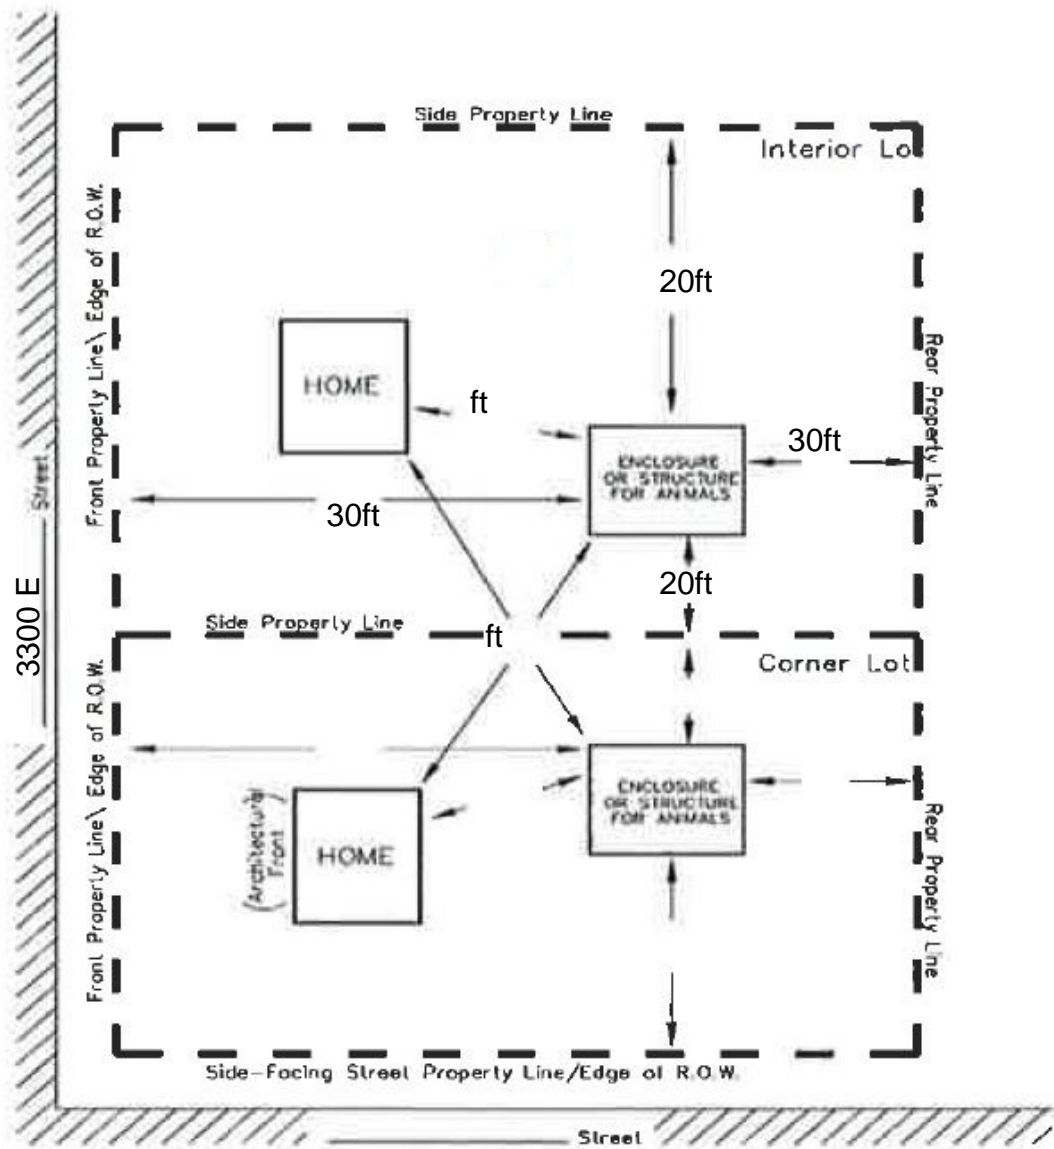 Side Property Line
Interior Lo
Front Property Line\ Edge of R.O.W.
20ft
HOME
ft
Rear Property Line
ENCLOSURE
OR STRUCTURE
FOR ANIMALS
30ft
30ft
Street
3300 E
20ft
Side Property Line
ft
Corner Lot
Front Property Line\ Edge of R.O.W.
(Architectural
Front)
HOME
ENCLOSURE
OR STRUCTURE
FOR ANIMALS
Rear Property Line
Side-Facing Street Property Line/Edge of R.O.W.
Street